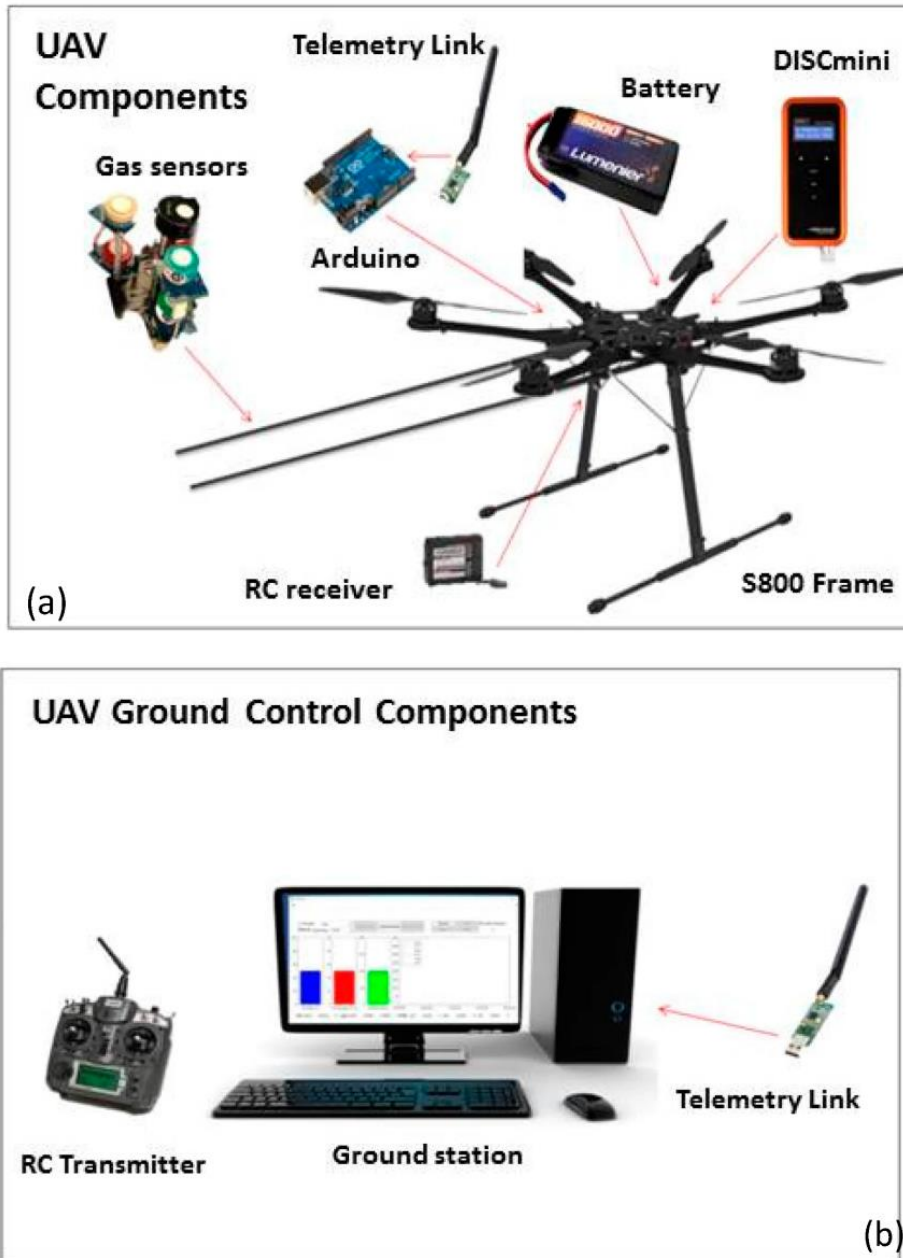 UAV
Components
Telemetry Link
DISCmini
Battery
Gas sensors
Lumenier
Arduino
RC receiver
S800 Frame
(a)
UAV Ground Control Components
Telemetry Link
Ground station
RC Transmitter
(b)